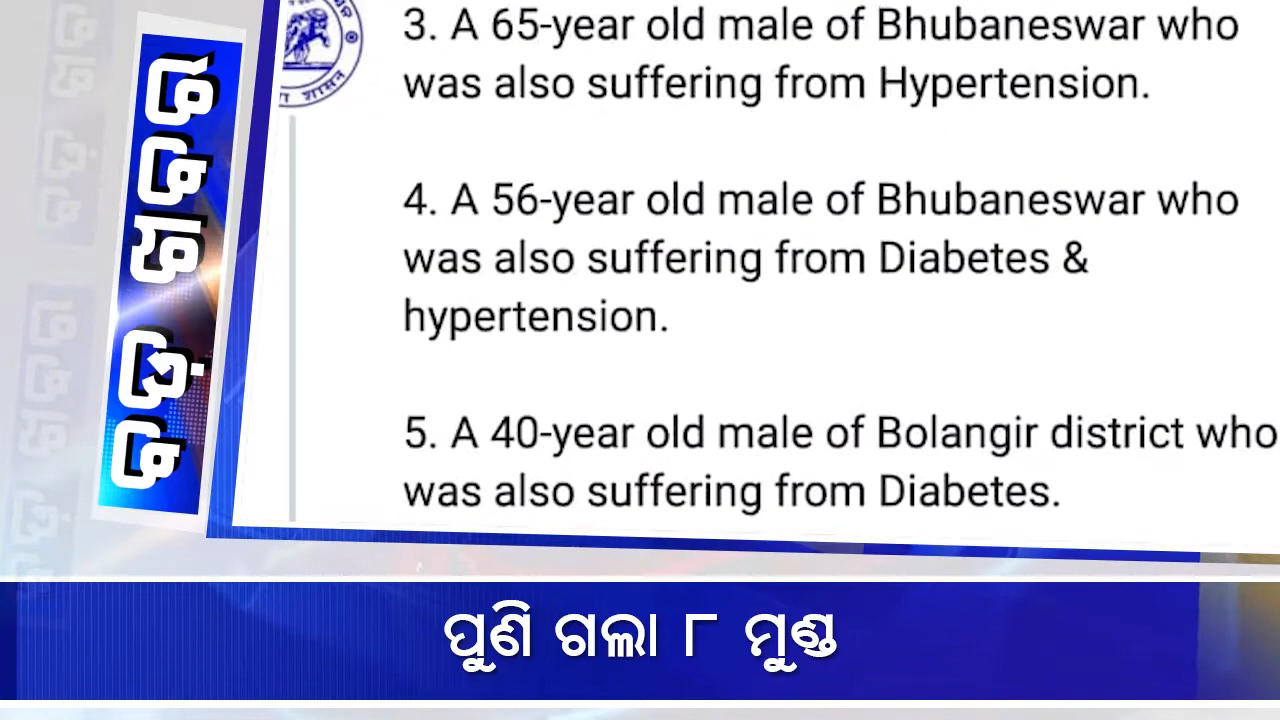 ବଡ଼ ଖବର
3. A 65-year old male of Bhubaneswar who
was also suffering from Hypertension.
4. A 56-year old male of Bhubaneswar who
was also suffering from Diabetes &
hypertension.
5. A 40-year old male of Bolangir district who
was also suffering from Diabetes.
ପୁଣି ଗଲା ୮ ମୁଣ୍ଡ